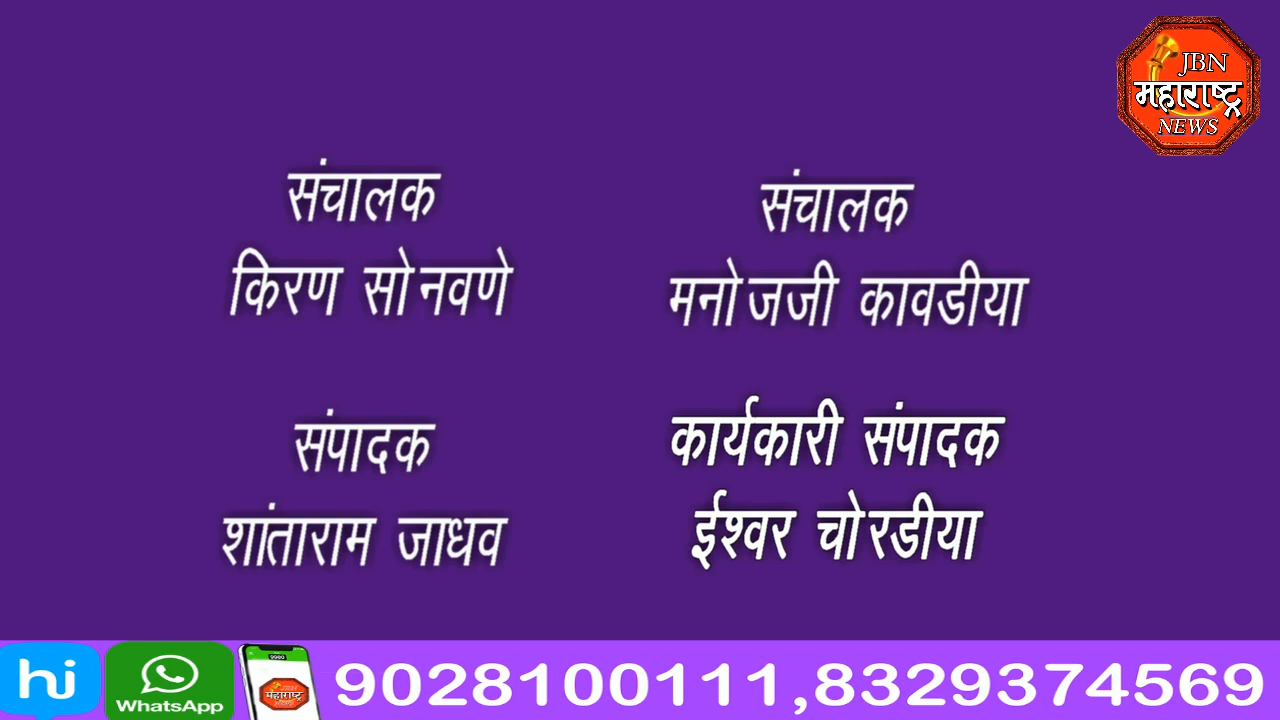 JBN
महाराष्ट्र
NEWS
संचालक
किरण सोनवणे
संचालक
मनोजजी कावडीया
संपादक
शांताराम जाधव
कार्यकारी संपादक
ईश्वर चोरडीया
hi
WhatsApp
महाराष्ट्र
9028100111,8329374569